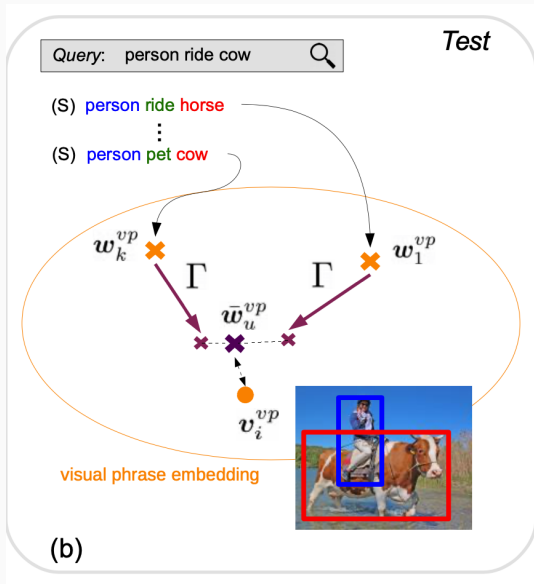 Test
Query: person ride cow
(S) person ride horse
⋮
(S) person pet cow
w_k^{vp}
Γ
Γ
w_1^{vp}
\bar{w}_u^{vp}
v_i^{vp}
visual phrase embedding
(b)